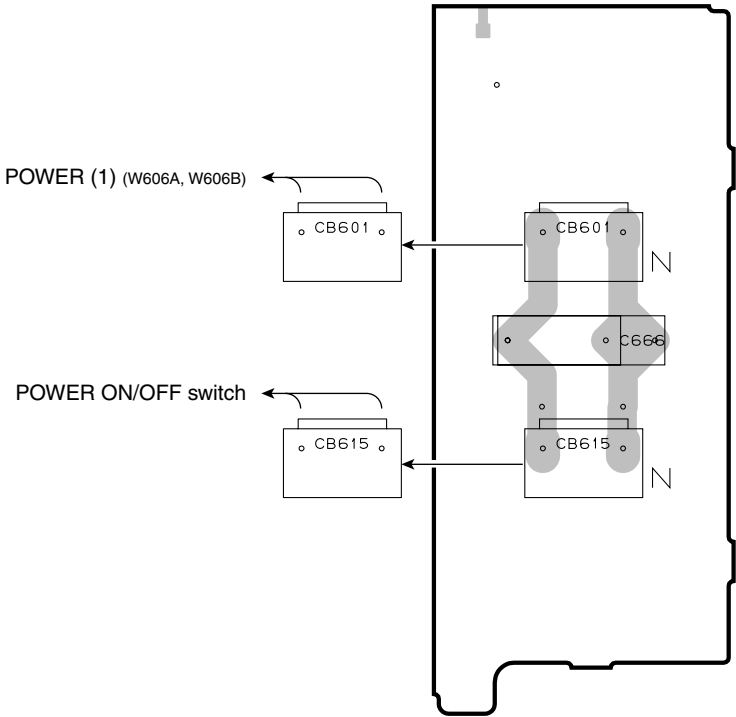 POWER (1) (W606A, W606B)
CB601
CB601
N
C666
POWER ON/OFF switch
CB615
CB615
N